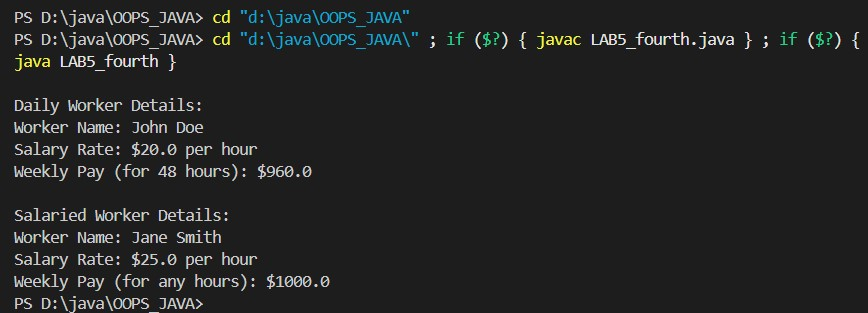 PS D:\java\OOPS_JAVA> cd "d:\java\OOPS_JAVA"
PS D:\java\OOPS_JAVA> cd "d:\java\OOPS_JAVA\" ; if ($?) { javac LAB5_fourth.java } ; if ($?) {
java LAB5_fourth }
Daily Worker Details:
Worker Name: John Doe
Salary Rate: $20.0 per hour
Weekly Pay (for 48 hours): $960.0
Salaried Worker Details:
Worker Name: Jane Smith
Salary Rate: $25.0 per hour
Weekly Pay (for any hours): $1000.0
PS D:\java\OOPS_JAVA>